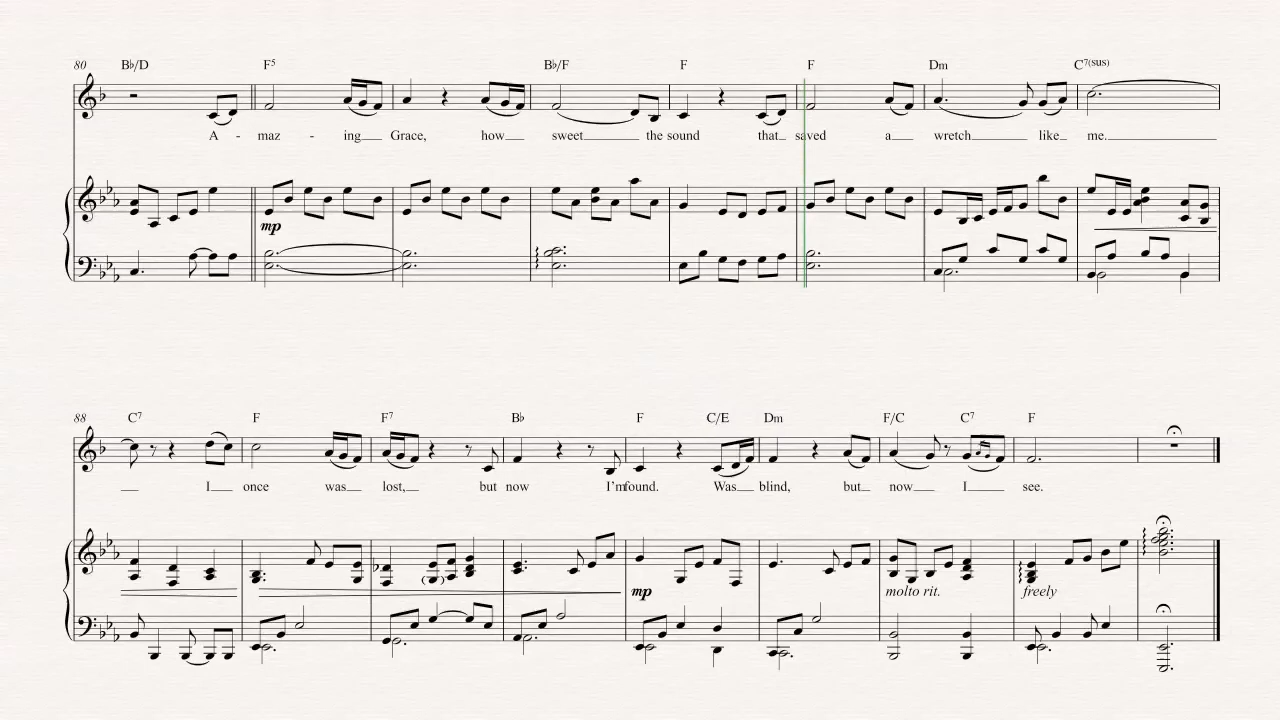 80 B♭/D F5 B♭/F F F Dm C7(sus)
A - maz - ing Grace, how sweet the sound that saved a wretch like me.
mp
88 C7 F F7 B♭ F C/E Dm F/C C7 F
I once was lost, but now I'm found. Was blind, but now I see.
mp molto rit. freely